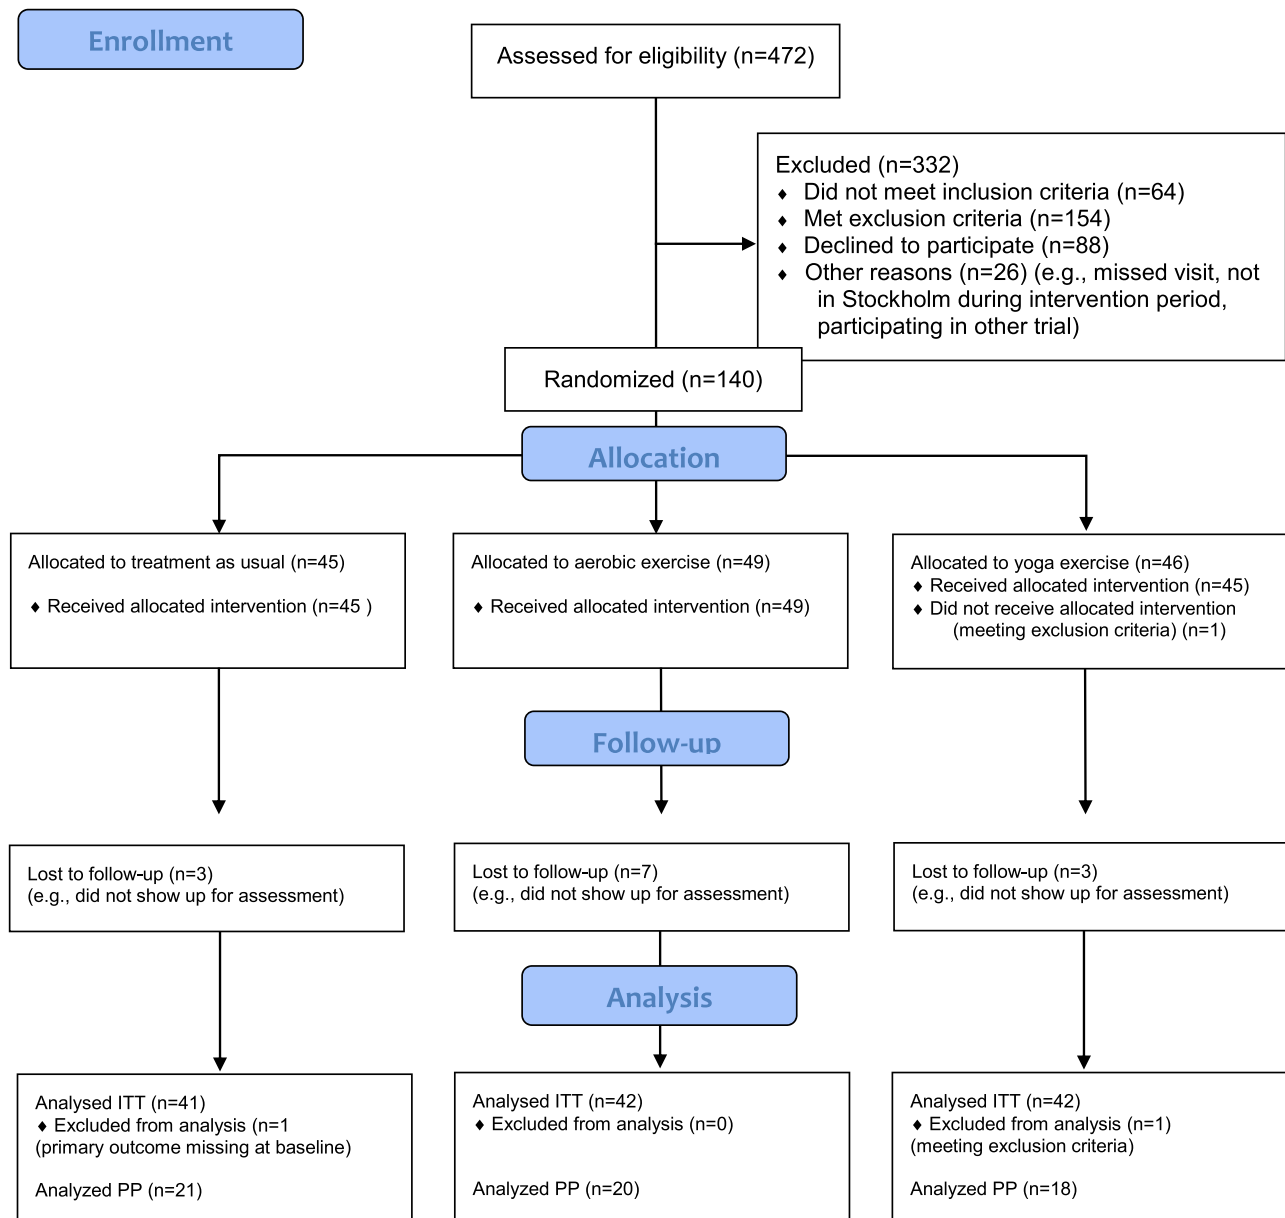 Enrollment
Assessed for eligibility (n=472)
Excluded (n=332)
♦ Did not meet inclusion criteria (n=64)
♦ Met exclusion criteria (n=154)
♦ Declined to participate (n=88)
♦ Other reasons (n=26) (e.g., missed visit, not
in Stockholm during intervention period,
participating in other trial)
Randomized (n=140)
Allocation
Allocated to treatment as usual (n=45)
♦ Received allocated intervention (n=45 )
Allocated to aerobic exercise (n=49)
♦ Received allocated intervention (n=49)
Allocated to yoga exercise (n=46)
♦ Received allocated intervention (n=45)
♦ Did not receive allocated intervention
(meeting exclusion criteria) (n=1)
Follow-up
Lost to follow-up (n=3)
(e.g., did not show up for assessment)
Lost to follow-up (n=7)
(e.g., did not show up for assessment)
Lost to follow-up (n=3)
(e.g., did not show up for assessment)
Analysis
Analysed ITT (n=41)
♦ Excluded from analysis (n=1
(primary outcome missing at baseline)
Analyzed PP (n=21)
Analysed ITT (n=42)
♦ Excluded from analysis (n=0)
Analyzed PP (n=20)
Analysed ITT (n=42)
♦ Excluded from analysis (n=1)
(meeting exclusion criteria)
Analyzed PP (n=18)